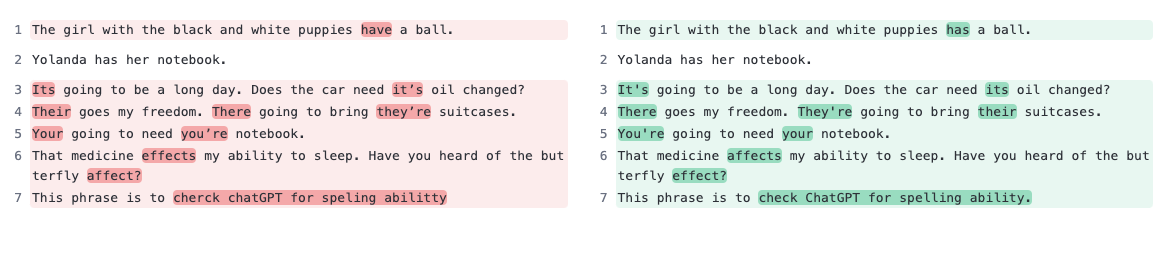 1 The girl with the black and white puppies have a ball.
2 Yolanda has her notebook.
3 Its going to be a long day. Does the car need it’s oil changed?
4 Their goes my freedom. There going to bring they’re suitcases.
5 Your going to need you’re notebook.
6 That medicine effects my ability to sleep. Have you heard of the but
terfly affect?
7 This phrase is to cherck chatGPT for speling abilitty
1 The girl with the black and white puppies has a ball.
2 Yolanda has her notebook.
3 It's going to be a long day. Does the car need its oil changed?
4 There goes my freedom. They're going to bring their suitcases.
5 You're going to need your notebook.
6 That medicine affects my ability to sleep. Have you heard of the but
terfly effect?
7 This phrase is to check ChatGPT for spelling ability.